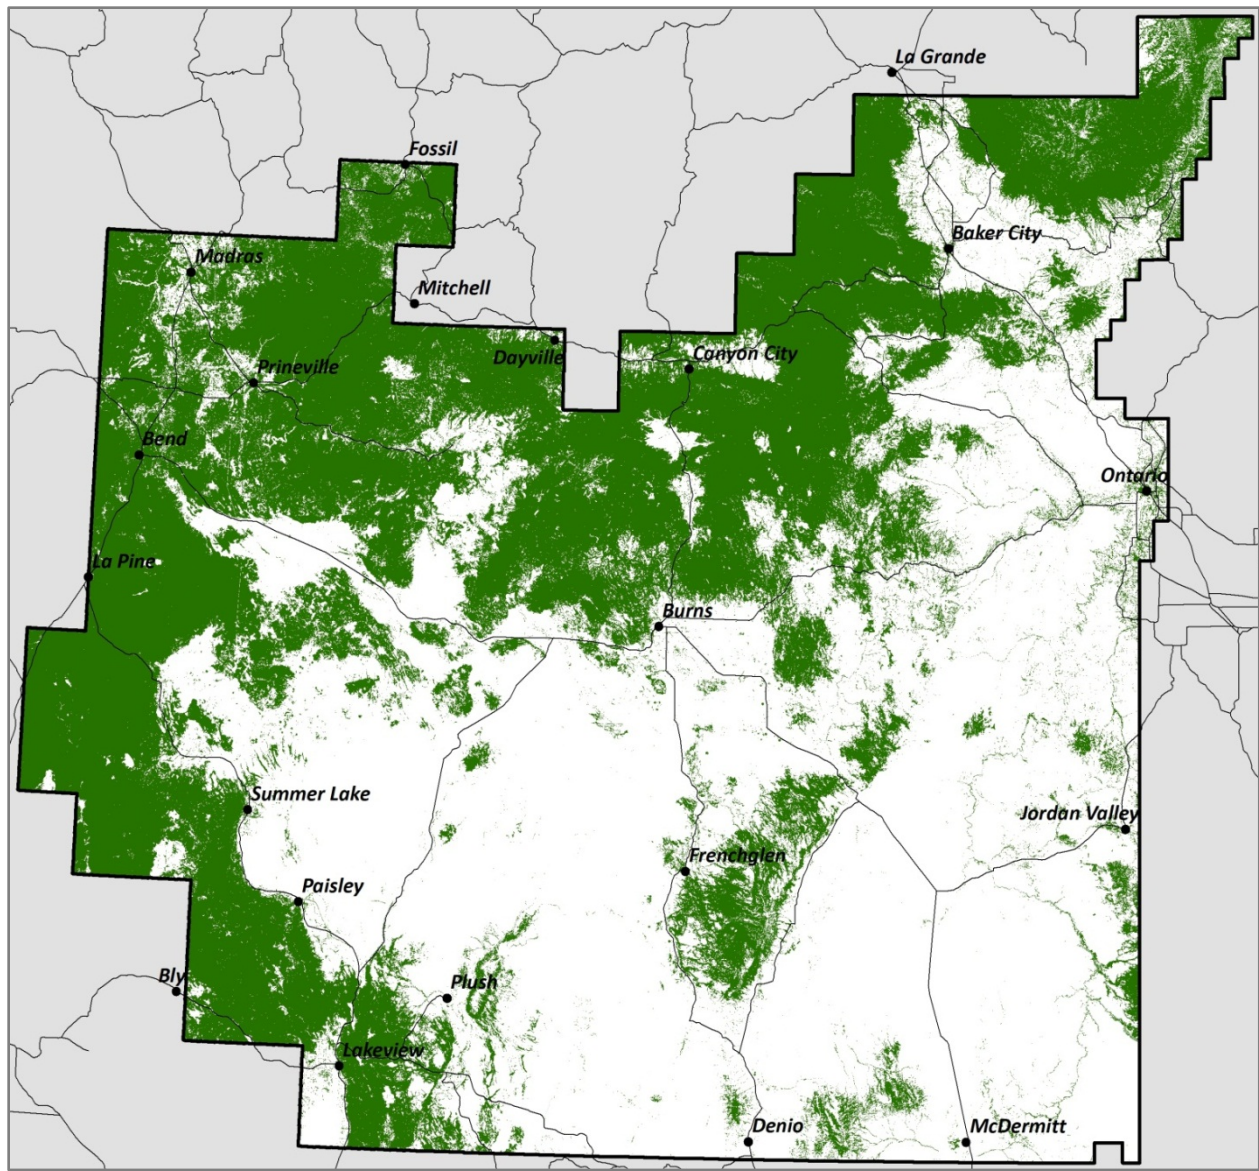 La Grande
Fossil
Baker City
Madras
Mitchell
Dayville
Canyon City
Prineville
Bend
Ontario
La Pine
Burns
Summer Lake
Jordan Valley
Frenchglen
Paisley
Bly
Plush
Lakeview
Denio
McDermitt